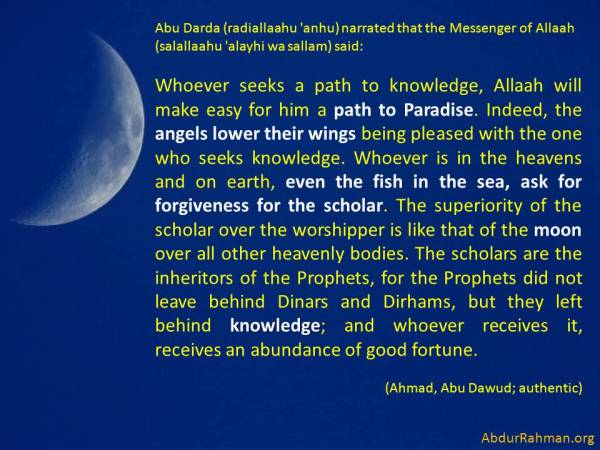 Abu Darda (radiallaahu 'anhu) narrated that the Messenger of Allaah
(salallaahu 'alayhi wa sallam) said:
Whoever seeks a path to knowledge, Allaah will
make easy for him a path to Paradise. Indeed, the
angels lower their wings being pleased with the one
who seeks knowledge. Whoever is in the heavens
and on earth, even the fish in the sea, ask for
forgiveness for the scholar. The superiority of the
scholar over the worshipper is like that of the moon
over all other heavenly bodies. The scholars are the
inheritors of the Prophets, for the Prophets did not
leave behind Dinars and Dirhams, but they left
behind knowledge; and whoever receives it,
receives an abundance of good fortune.
(Ahmad, Abu Dawud; authentic)
AbdurRahman.org